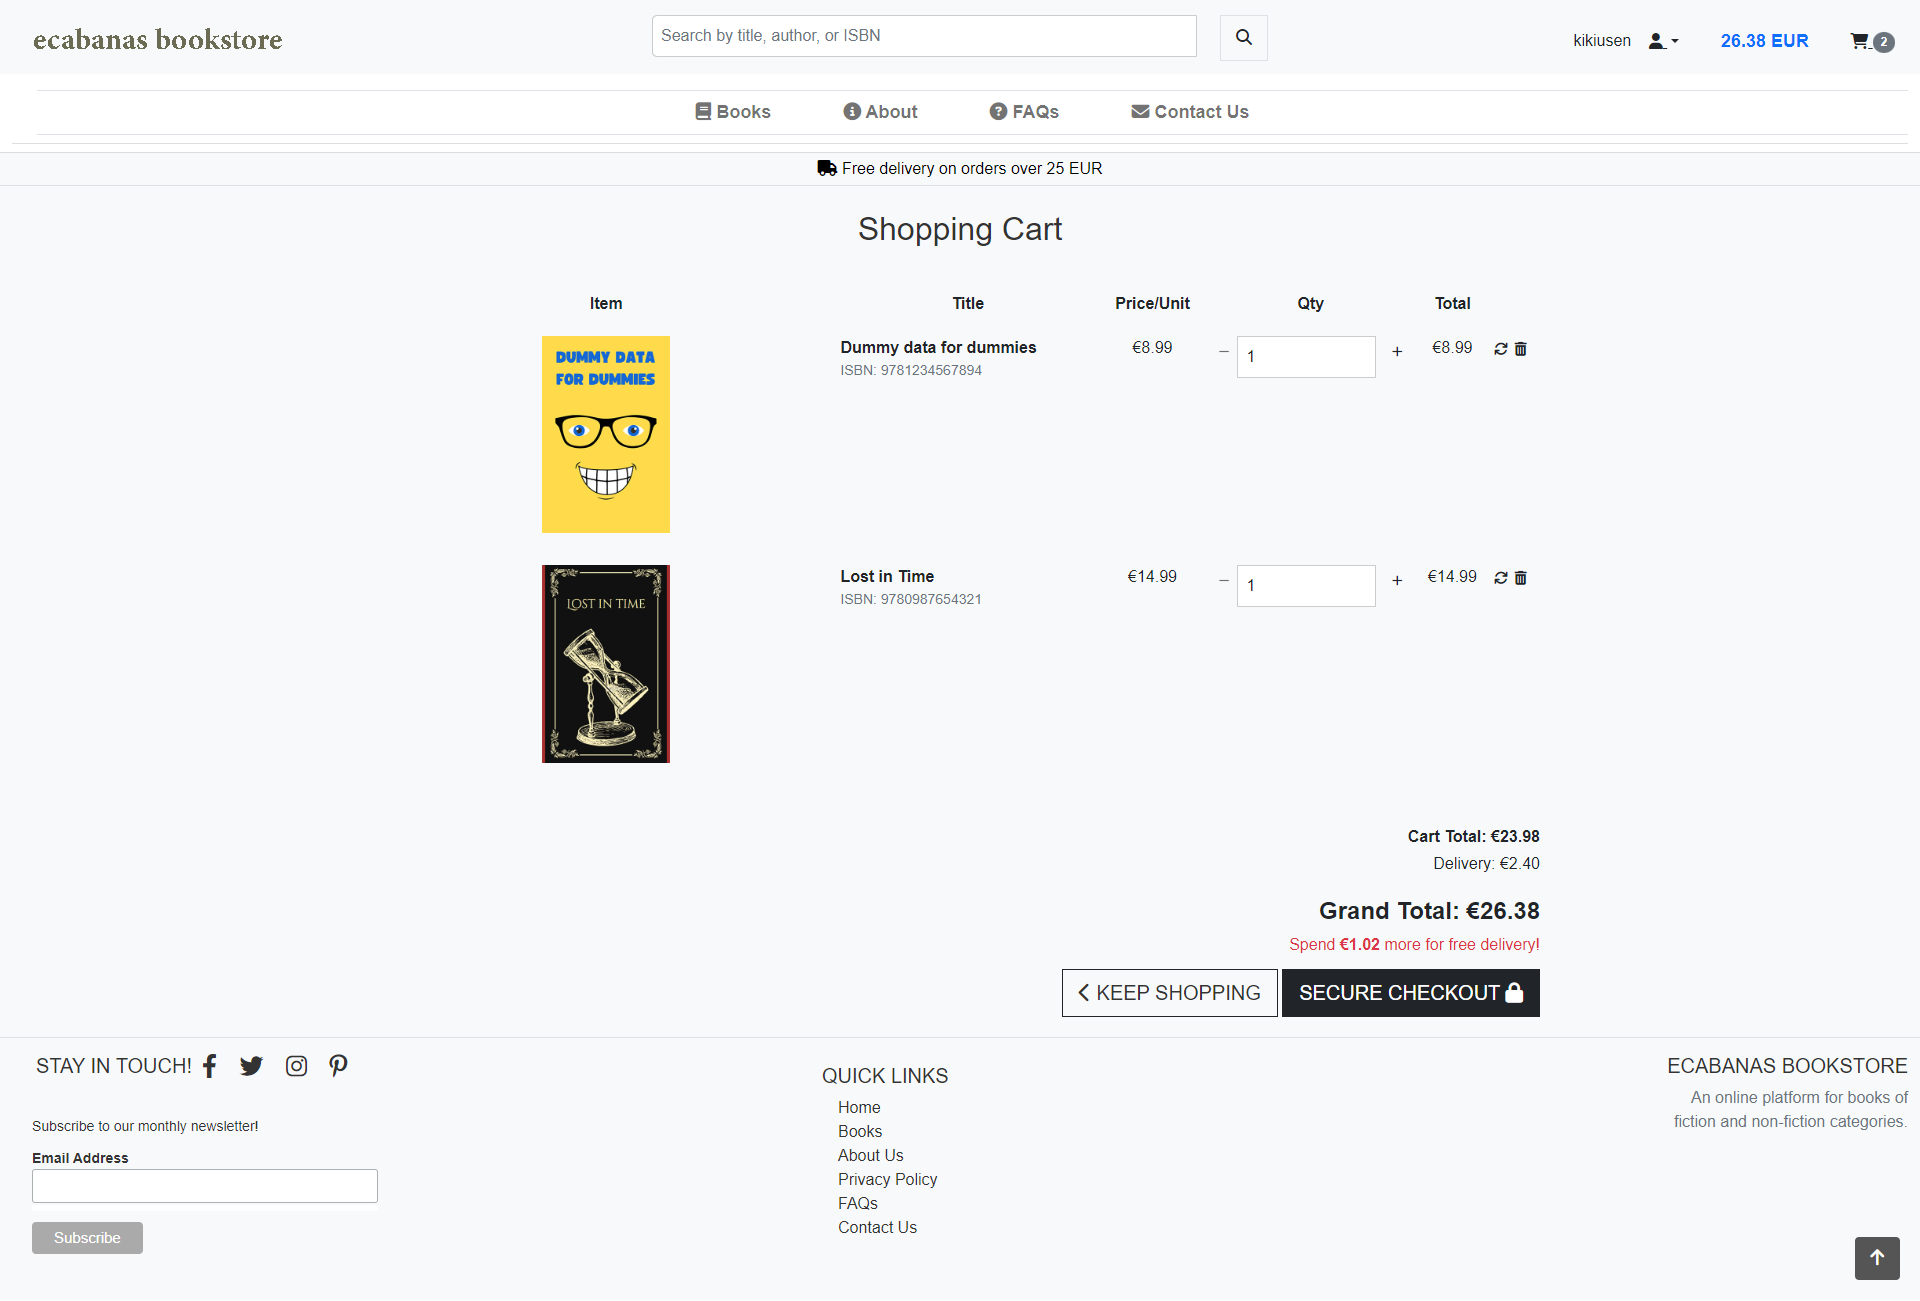 ecabanas bookstore
Search by title, author, or ISBN
kikiusen
26.38 EUR
2
Books
About
FAQs
Contact Us
Free delivery on orders over 25 EUR
Shopping Cart
Item Title Price/Unit Qty Total
DUMMY DATA
FOR DUMMIES
Dummy data for dummies €8.99 − 1 + €8.99
ISBN: 9781234567894
LOST IN TIME
Lost in Time €14.99 − 1 + €14.99
ISBN: 9780987654321
Cart Total: €23.98
Delivery: €2.40
Grand Total: €26.38
Spend €1.02 more for free delivery!
KEEP SHOPPING
SECURE CHECKOUT
STAY IN TOUCH!
Subscribe to our monthly newsletter!
Email Address
Subscribe
QUICK LINKS
Home
Books
About Us
Privacy Policy
FAQs
Contact Us
ECABANAS BOOKSTORE
An online platform for books of
fiction and non-fiction categories.